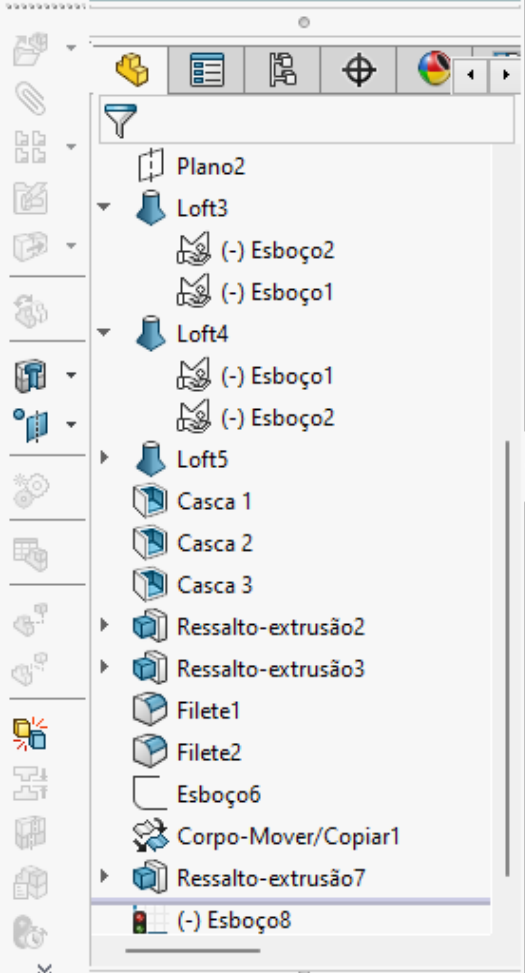 Plano2
Loft3
(-) Esboço2
(-) Esboço1
Loft4
(-) Esboço1
(-) Esboço2
Loft5
Casca 1
Casca 2
Casca 3
Ressalto-extrusão2
Ressalto-extrusão3
Filete1
Filete2
Esboço6
Corpo-Mover/Copiar1
Ressalto-extrusão7
(-) Esboço8